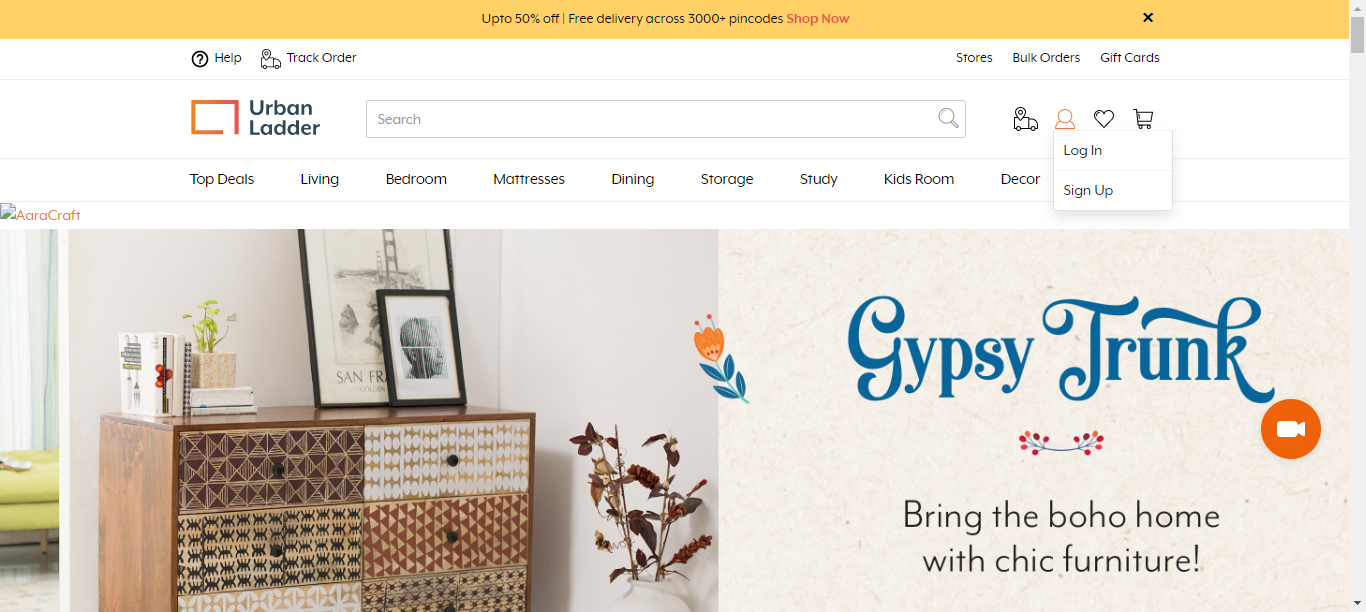 Upto 50% off | Free delivery across 3000+ pincodes Shop Now
Help
Track Order
Stores
Bulk Orders
Gift Cards
Urban
Ladder
Search
Log In
Sign Up
Top Deals
Living
Bedroom
Mattresses
Dining
Storage
Study
Kids Room
Decor
AaraCraft
SAN FRA
Gypsy Trunk
Bring the boho home
with chic furniture!